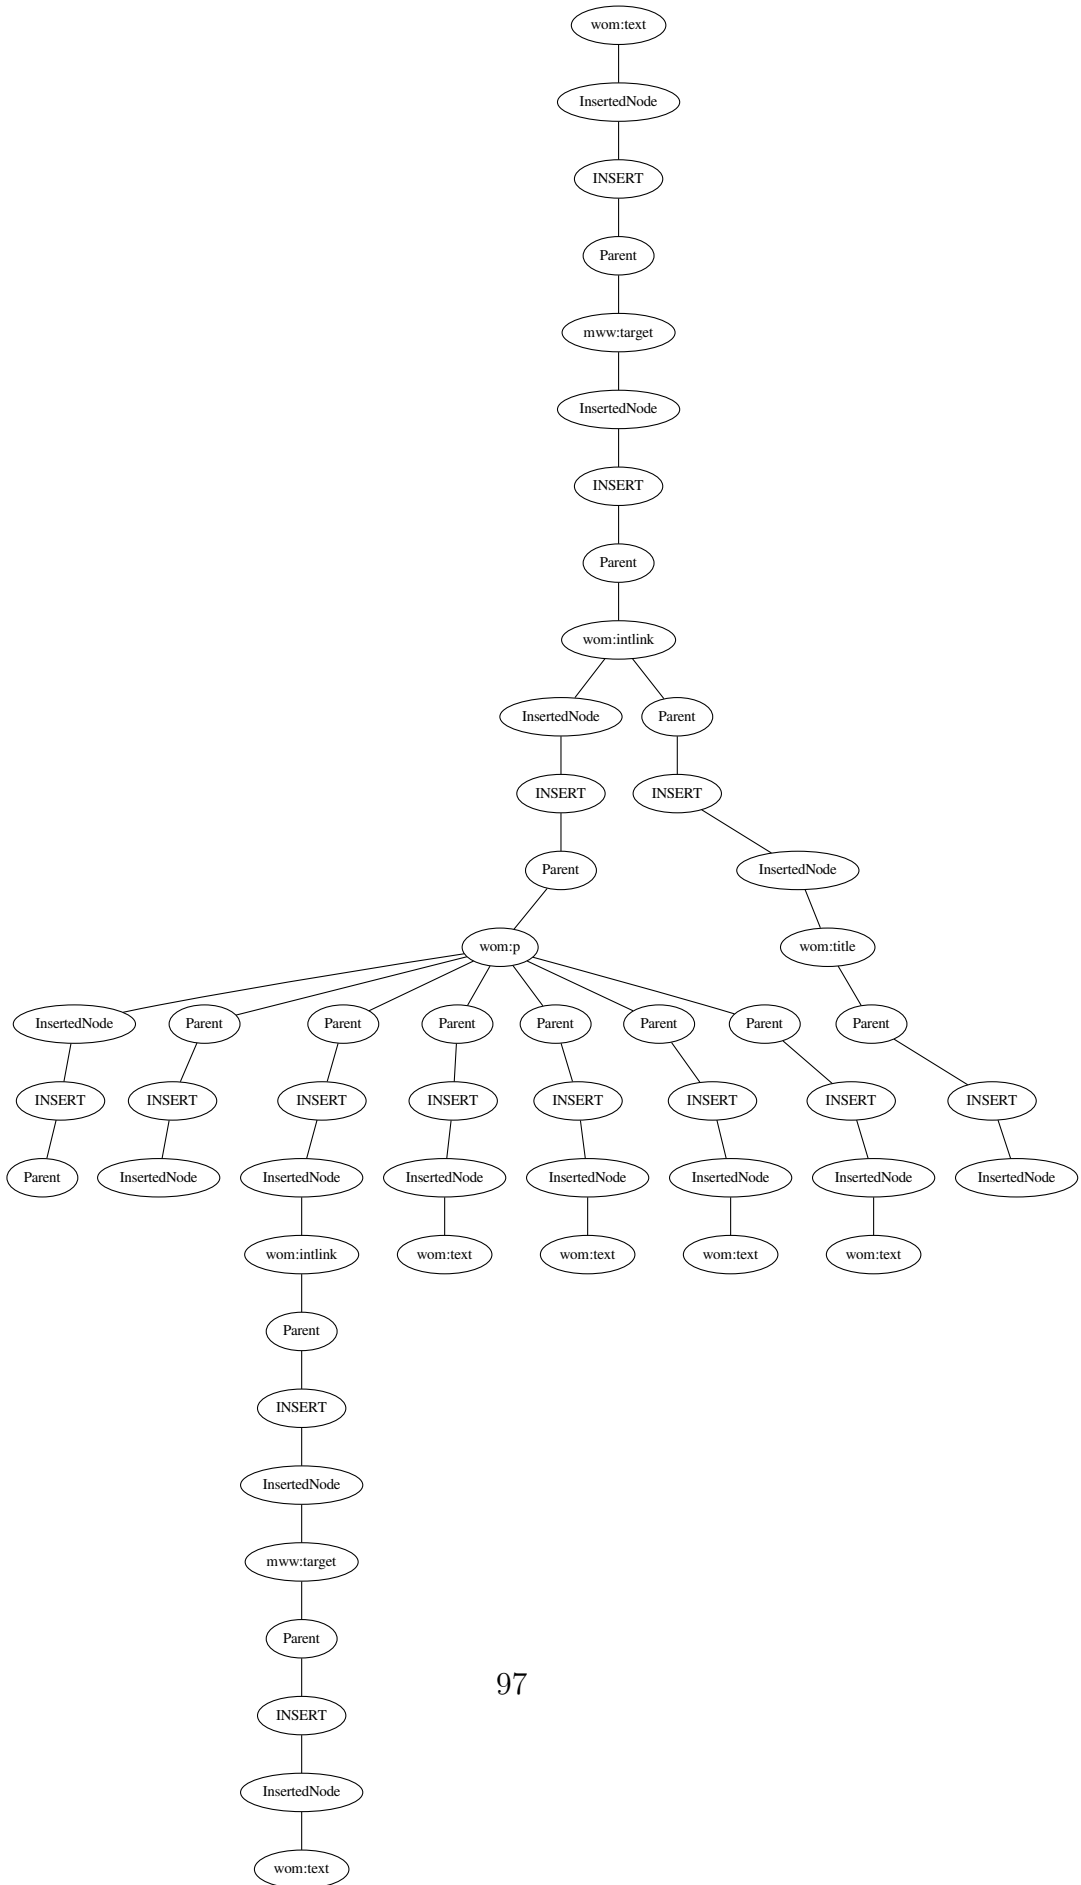 wom:text
InsertedNode
INSERT
Parent
mww:target
InsertedNode
INSERT
Parent
wom:intlink
InsertedNode Parent
INSERT INSERT
Parent InsertedNode
wom:p wom:title
InsertedNode Parent Parent Parent Parent Parent Parent Parent
INSERT INSERT INSERT INSERT INSERT INSERT INSERT INSERT
Parent InsertedNode InsertedNode InsertedNode InsertedNode InsertedNode InsertedNode InsertedNode
wom:intlink wom:text wom:text wom:text wom:text
Parent
INSERT
InsertedNode
mww:target
Parent
97
INSERT
InsertedNode
wom:text